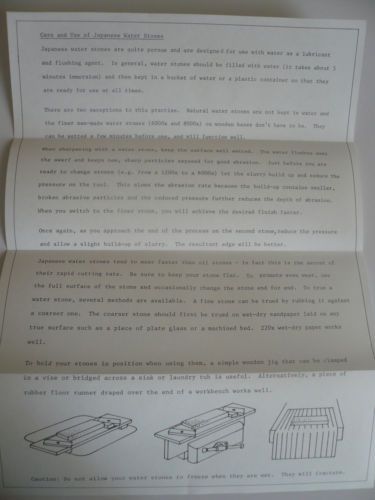 Care and Use of Japanese Water Stones
Japanese water stones are quite porous and are designed for use with water as a lubricant
and flushing agent. In general, water stones should be filled with water (it takes about 5
minutes immersion) and then kept in a bucket of water or a plastic container so that they
are ready for use at all times.
There are two exceptions to this practise. Natural water stones are not kept in water and
the finer man-made water stones (6000x and 8000x) on wooden bases don't have to be. They
can be wetted a few minutes before use, and will function well.
When sharpening with a water stone, keep the surface well wetted. The water flushes away
the swarf and keeps new, sharp particles exposed for good abrasion. Just before you are
ready to change stones (e.g. from a 1200x to a 8000x) let the slurry build up and reduce the
pressure on the tool. This slows the abrasion rate because the build-up contains smaller,
broken abrasive particles and the reduced pressure further reduces the depth of abrasion.
When you switch to the finer stone, you will achieve the desired finish faster.
Once again, as you approach the end of the process on the second stone, reduce the pressure
and allow a slight build-up of slurry. The resultant edge will be better.
Japanese water stones tend to wear faster than oil stones - in fact this is the secret of
their rapid cutting rate. Be sure to keep your stone flat. To promote even wear, use
the full surface of the stone and occasionally change the stone end for end. To true a
water stone, several methods are available. A fine stone can be trued by rubbing it against
a coarser one. The coarser stone should first be trued on wet-dry sandpaper laid on any
true surface such as a piece of plate glass or a machined bed. 220x wet-dry paper works
well.
To hold your stones in position when using them, a simple wooden jig that can be clamped
in a vise or bridged across a sink or laundry tub is useful. Alternatively, a piece of
rubber floor runner draped over the end of a workbench works well.
Caution: Do not allow your water stones to freeze when they are wet. They will fracture.